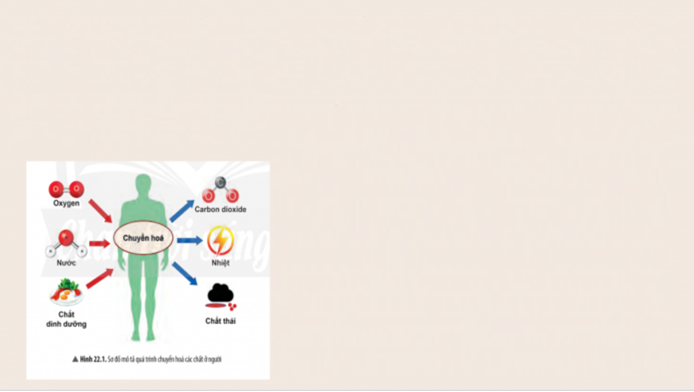 Oxygen
Carbon dioxide
Chuyển hoá
Nước
Nhiệt
Chất
dinh dưỡng
Chất thải
▲ Hình 22.1. Sơ đồ mô tả quá trình chuyển hoá các chất ở người